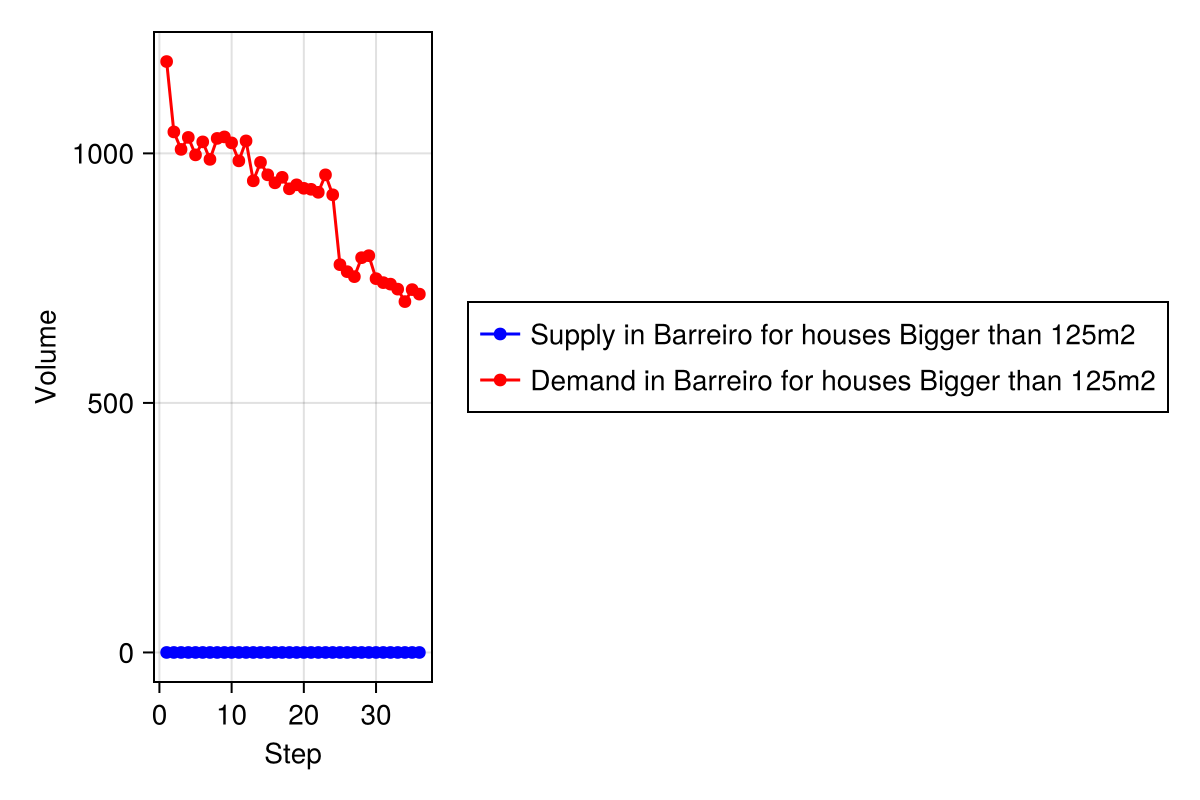 Volume
1000
500
0
0 10 20 30
Step
Supply in Barreiro for houses Bigger than 125m2
Demand in Barreiro for houses Bigger than 125m2